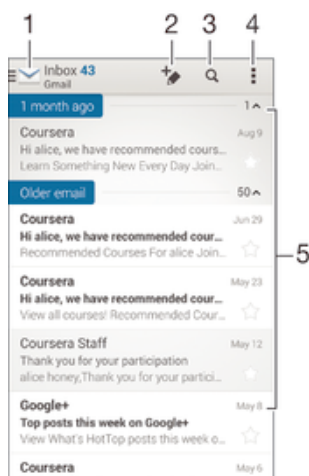 1 2 3 4
Inbox 43
Gmail
1 month ago 1
Coursera Aug 9
Hi alice, we have recommended cours...
Learn Something New Every Day Join...
Older email 50
5
Coursera Jun 29
Hi alice, we have recommended cour...
Recommended Courses For alice Join...
Coursera May 23
Hi alice, we have recommended cour...
View all courses! Recommended Cour...
Coursera Staff May 12
Thank you for your participation
alice honey,Thank you for your partici...
Google+ May 8
Top posts this week on Google+
View What's HotTop posts this week o...
Coursera May 6